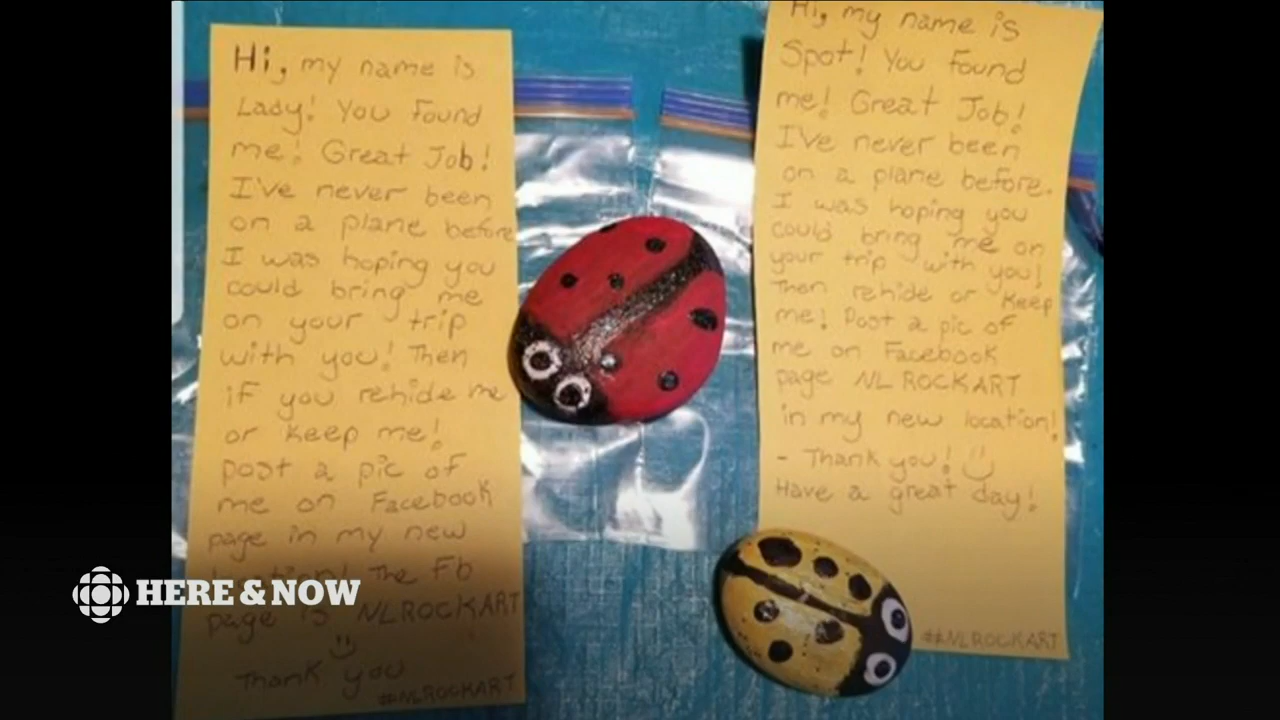 Hi, my name is
Lady! You found
me! Great Job!
I've never been
on a plane before
I was hoping you
could bring me
on your trip
with you! Then
if you rehide me
or keep me!
post a pic of
me on Facebook
page in my new
location! The Fb
page is NLROCKART
Thank you
#NLROCKART
Hi, my name is
Spot! You found
me! Great Job!
I've never been
on a plane before.
I was hoping you
could bring me on
your trip with you!
Then rehide or keep
me! Post a pic of
me on Facebook
page NL ROCKART
in my new location!
- Thank you!
Have a great day!
##NLROCKART
HERE & NOW